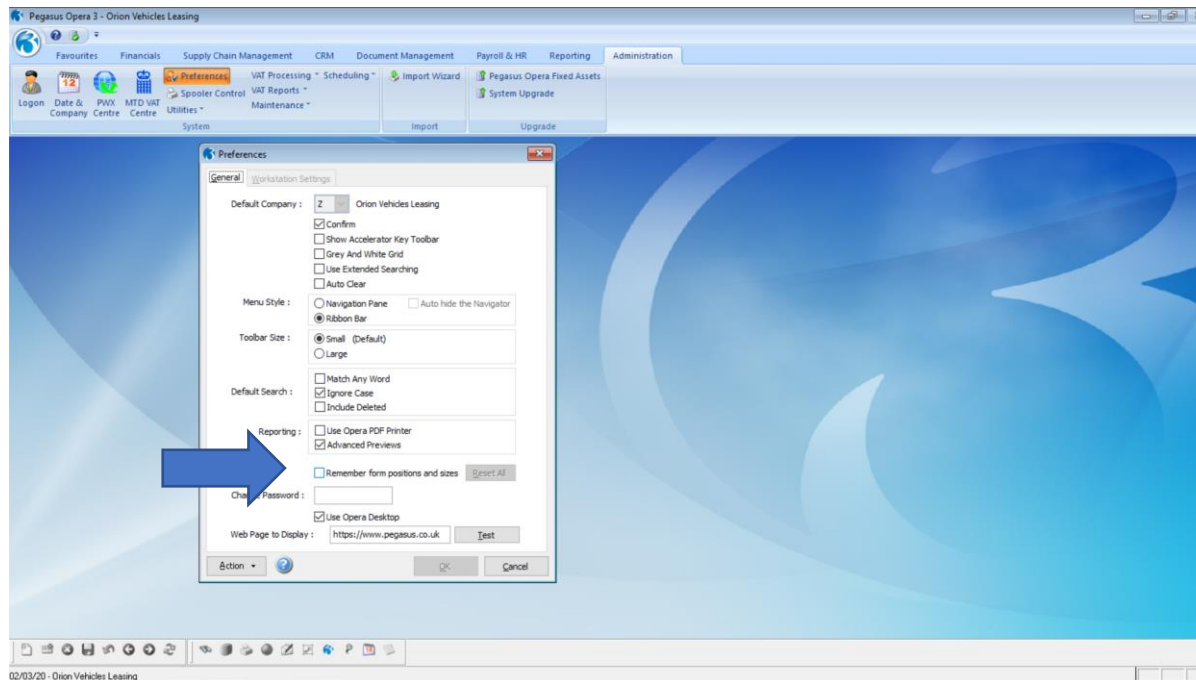 Pegasus Opera 3 - Orion Vehicles Leasing
Favourites Financials Supply Chain Management CRM Document Management Payroll & HR Reporting Administration
Logon
Date & Company
PWX Centre
MTD VAT Centre
Preferences
Spooler Control
Utilities
VAT Processing
VAT Reports
Maintenance
Scheduling
System
Import Wizard
Import
Pegasus Opera Fixed Assets
System Upgrade
Upgrade
Preferences
General Workstation Settings
Default Company : Z Orion Vehicles Leasing
Confirm
Show Accelerator Key Toolbar
Grey And White Grid
Use Extended Searching
Auto Clear
Menu Style : Navigation Pane Auto hide the Navigator
Ribbon Bar
Toolbar Size : Small (Default)
Large
Match Any Word
Default Search : Ignore Case
Include Deleted
Reporting : Use Opera PDF Printer
Advanced Previews
Remember form positions and sizes Reset All
Password :
Use Opera Desktop
Web Page to Display : https://www.pegasus.co.uk Test
Action OK Cancel
02/03/20 - Orion Vehicles Leasing